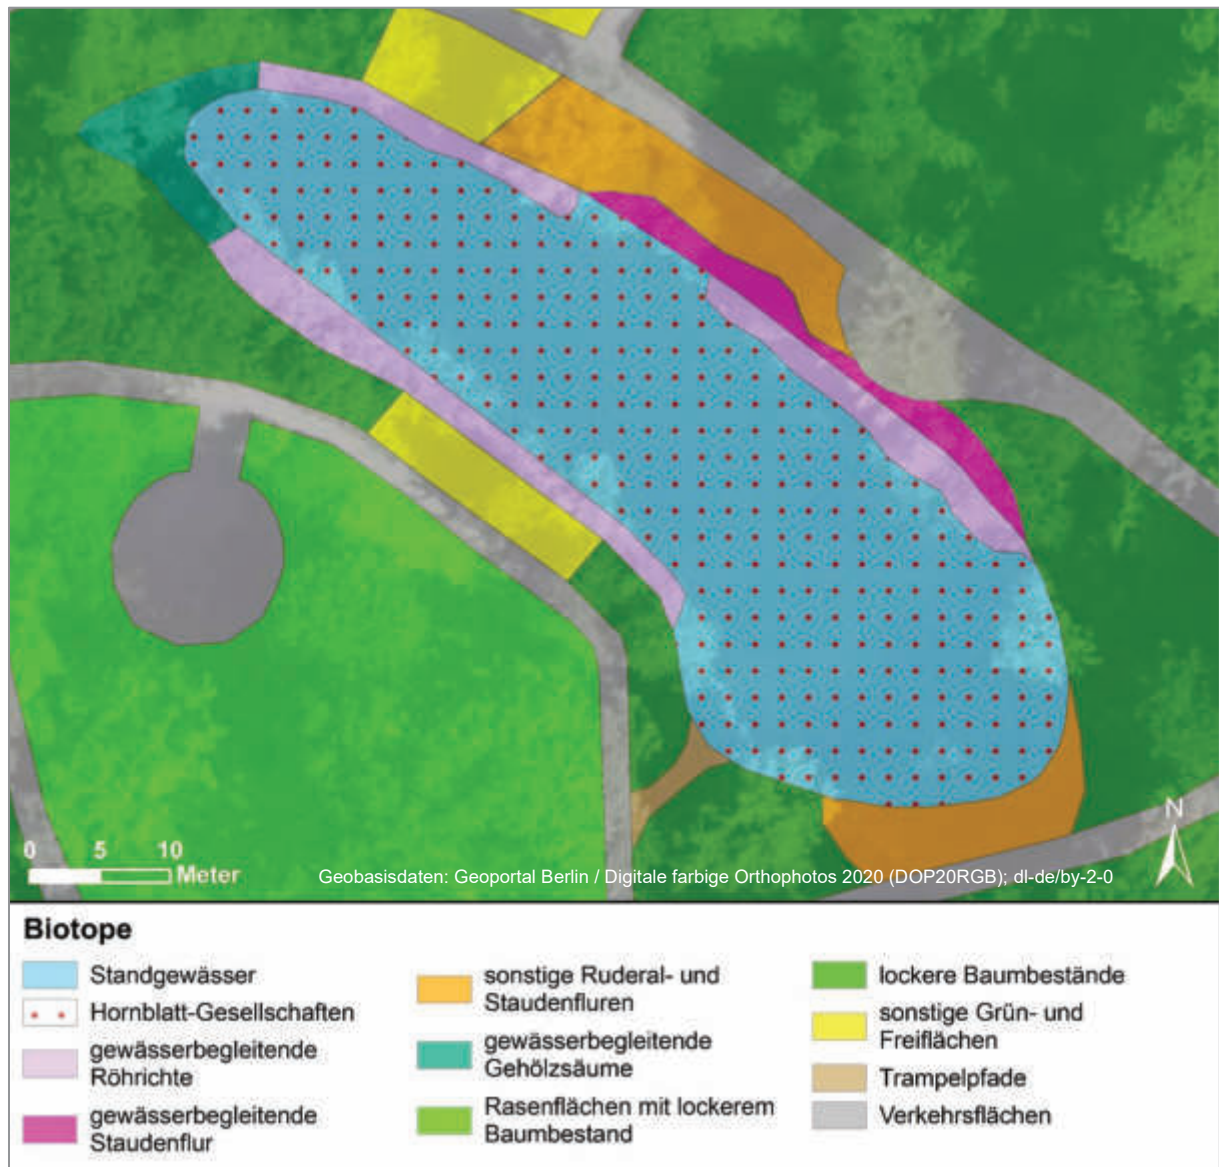 N
0 5 10
Meter
Geobasisdaten: Geoportal Berlin / Digitale farbige Orthophotos 2020 (DOP20RGB); dl-de/by-2-0
Biotope
Standgewässer
Hornblatt-Gesellschaften
gewässerbegleitende
Röhrichte
gewässerbegleitende
Staudenflur
sonstige Ruderal- und
Staudenfluren
gewässerbegleitende
Gehölzsäume
Rasenflächen mit lockerem
Baumbestand
lockere Baumbestände
sonstige Grün- und
Freiflächen
Trampelpfade
Verkehrsflächen